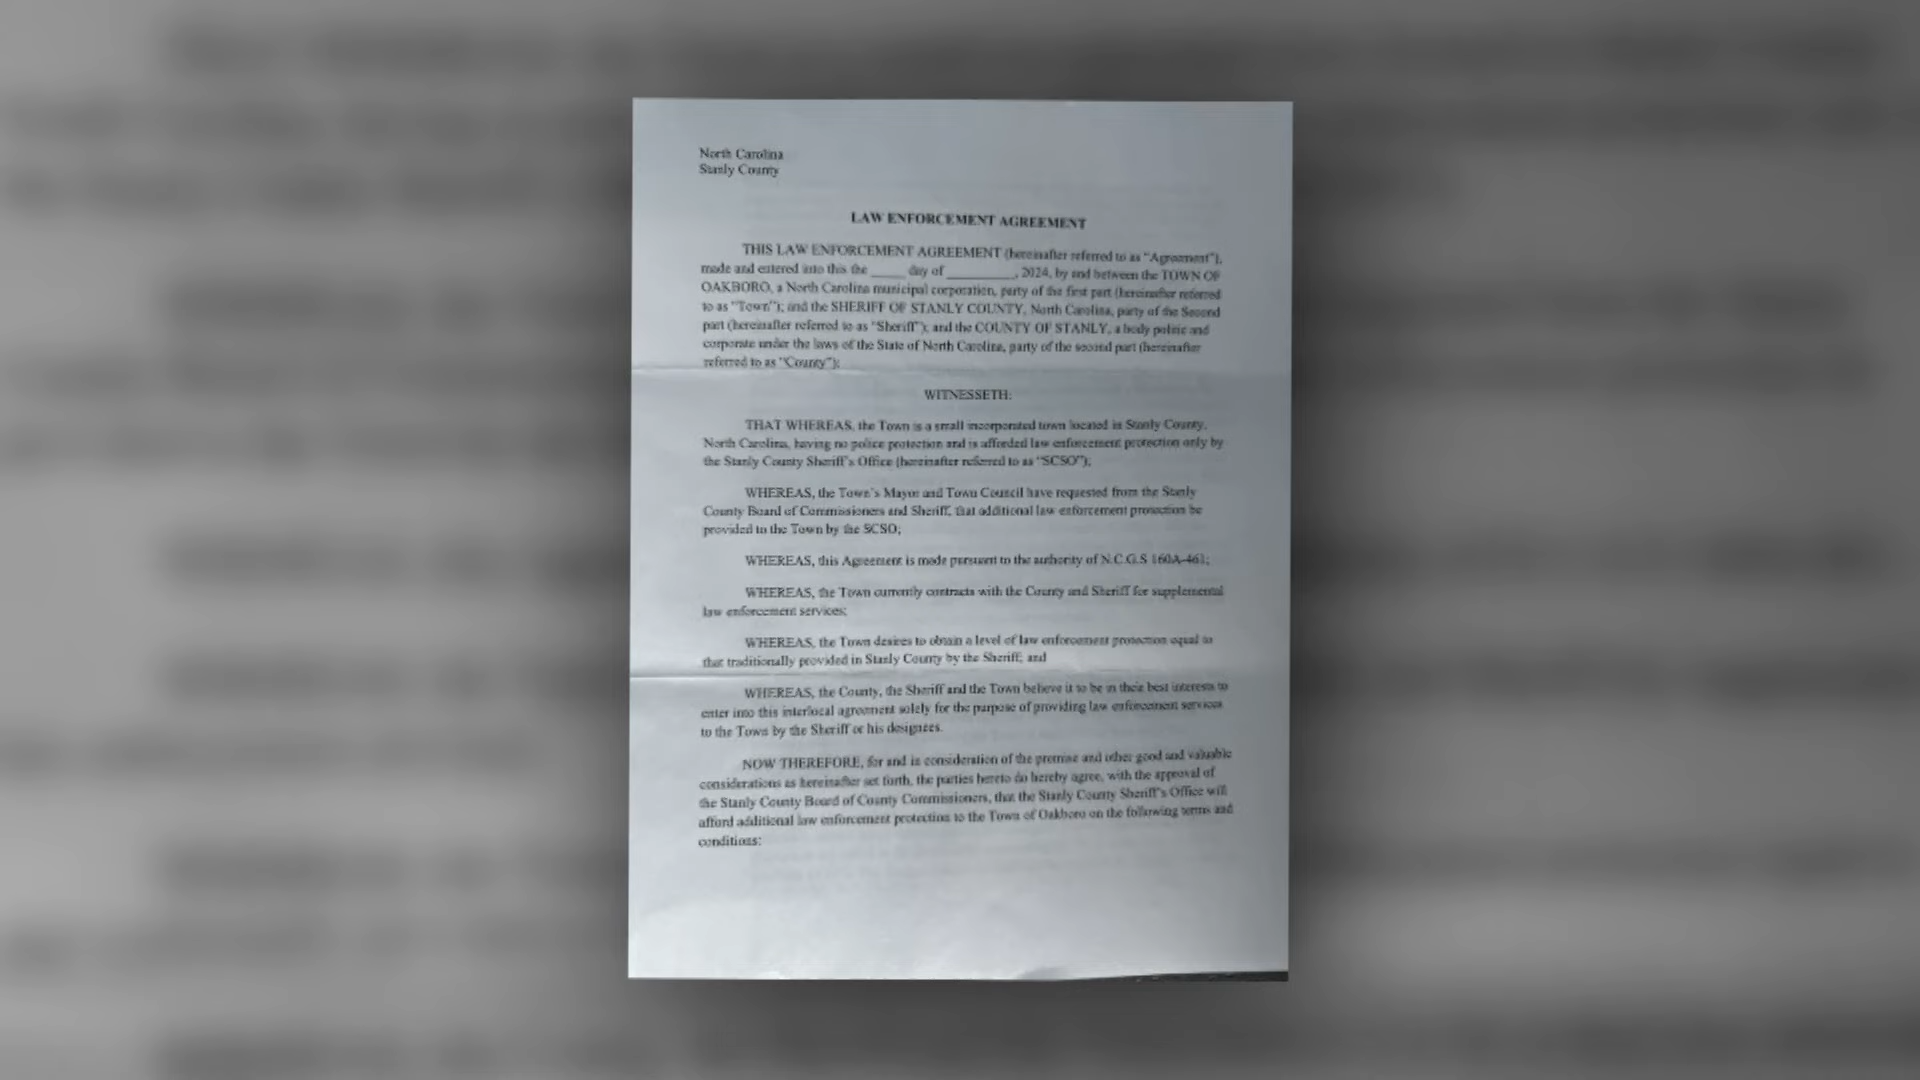 North Carolina
Stanly County
LAW ENFORCEMENT AGREEMENT
THIS LAW ENFORCEMENT AGREEMENT (hereinafter referred to as “Agreement”),
made and entered into this the _____ day of __________, 2024, by and between the TOWN OF
OAKBORO, a North Carolina municipal corporation, party of the first part (hereinafter referred
to as “Town”); and the SHERIFF OF STANLY COUNTY, North Carolina, party of the Second
part (hereinafter referred to as “Sheriff”); and the COUNTY OF STANLY, a body politic and
corporate under the laws of the State of North Carolina, party of the second part (hereinafter
referred to as “County”);
WITNESSETH:
THAT WHEREAS, the Town is a small incorporated town located in Stanly County,
North Carolina, having no police protection and is afforded law enforcement protection only by
the Stanly County Sheriff’s Office (hereinafter referred to as “SCSO”);
WHEREAS, the Town’s Mayor and Town Council have requested from the Stanly
County Board of Commissioners and Sheriff, that additional law enforcement protection be
provided to the Town by the SCSO;
WHEREAS, this Agreement is made pursuant to the authority of N.C.G.S 160A-461;
WHEREAS, the Town currently contracts with the County and Sheriff for supplemental
law enforcement services;
WHEREAS, the Town desires to obtain a level of law enforcement protection equal to
that traditionally provided in Stanly County by the Sheriff; and
WHEREAS, the County, the Sheriff and the Town believe it to be in their best interests to
enter into this interlocal agreement solely for the purpose of providing law enforcement services
to the Town by the Sheriff or his designees.
NOW THEREFORE, for and in consideration of the premise and other good and valuable
considerations as hereinafter set forth, the parties hereto do hereby agree, with the approval of
the Stanly County Board of County Commissioners, that the Stanly County Sheriff’s Office will
afford additional law enforcement protection to the Town of Oakboro on the following terms and
conditions: